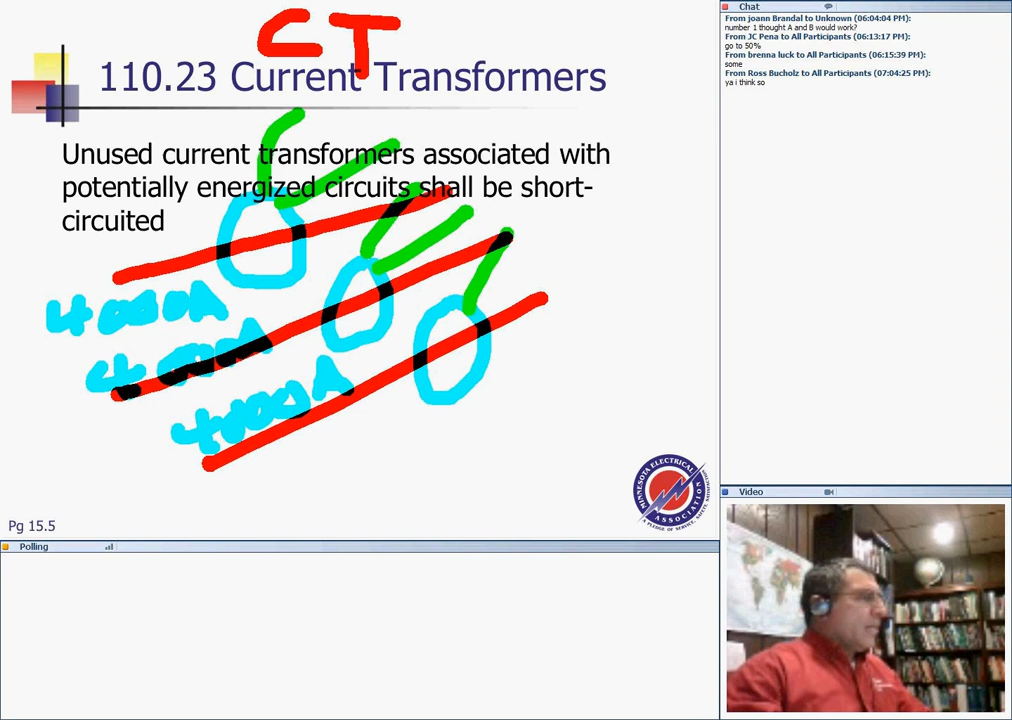 CT
110.23 Current Transformers
Unused current transformers associated with
potentially energized circuits shall be short-
circuited
4000A
4000A
4000A
MINNESOTA ELECTRICAL
ASSOCIATION
Pg 15.5
Polling
Chat
From joann Brandal to Unknown (06:04:04 PM):
number 1 thought A and B would work?
From JC Pena to All Participants (06:13:17 PM):
go to 50%
From brenna luck to All Participants (06:15:39 PM):
some
From Ross Bucholz to All Participants (07:04:25 PM):
ya i think so
Video